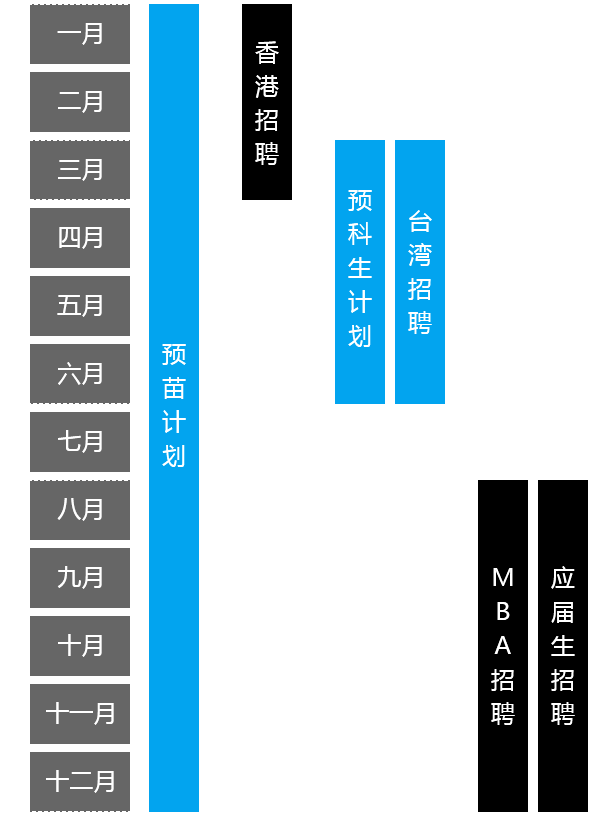 一月
二月
三月
四月
五月
六月
七月
八月
九月
十月
十一月
十二月
预苗计划
香港招聘
预科生计划
台湾招聘
MBA招聘
应届生招聘